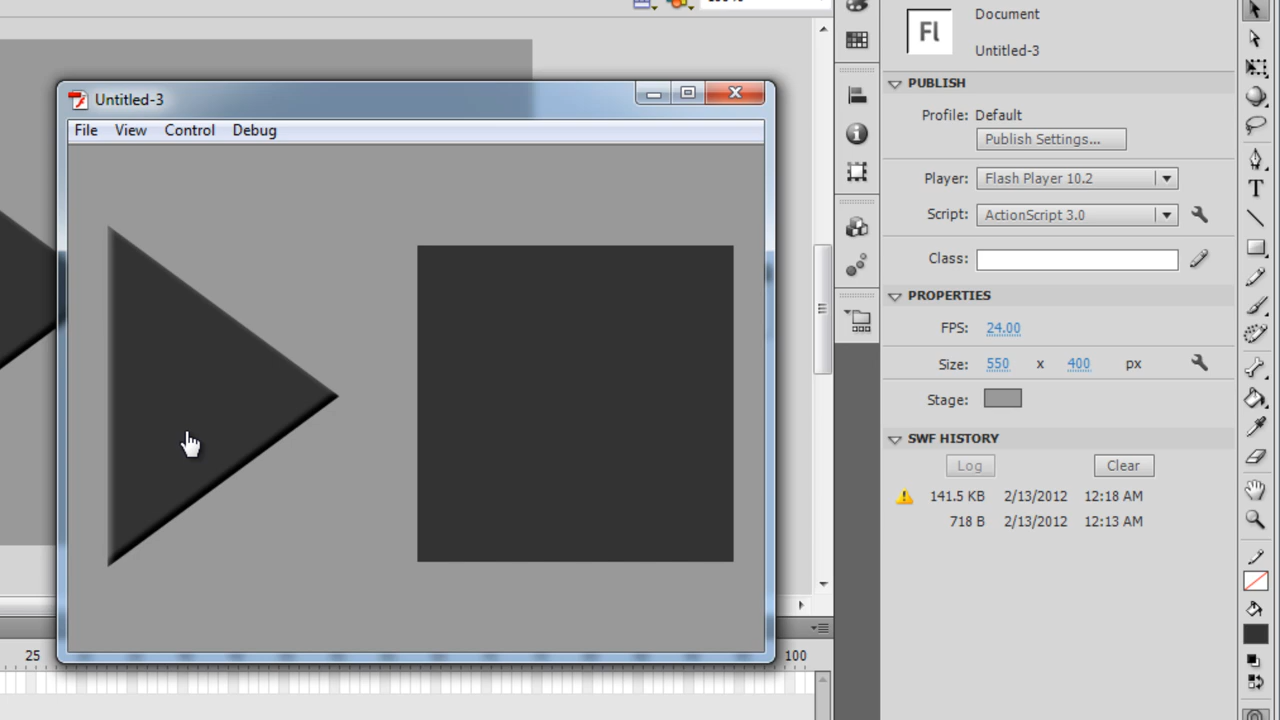 Fl
Document
Untitled-3
PUBLISH
Profile: Default
Publish Settings...
Player: Flash Player 10.2
Script: ActionScript 3.0
Class:
PROPERTIES
FPS: 24.00
Size: 550 x 400 px
Stage:
SWF HISTORY
Log Clear
141.5 KB 2/13/2012 12:18 AM
718 B 2/13/2012 12:13 AM
Untitled-3
File View Control Debug
25 100